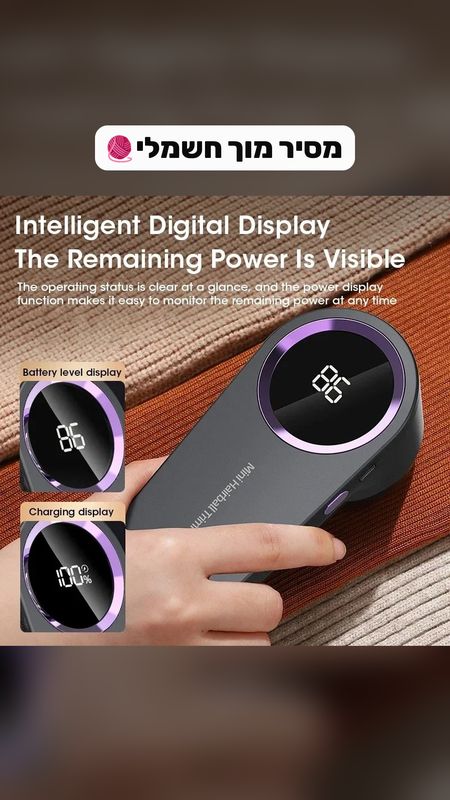 מסיר מוך חשמלי🧶
Intelligent Digital Display
The Remaining Power Is Visible
The operating status is clear at a glance, and the power display
function makes it easy to monitor the remaining power at any time
Battery level display
86
Charging display
100%
86
Mini Hairball Trim